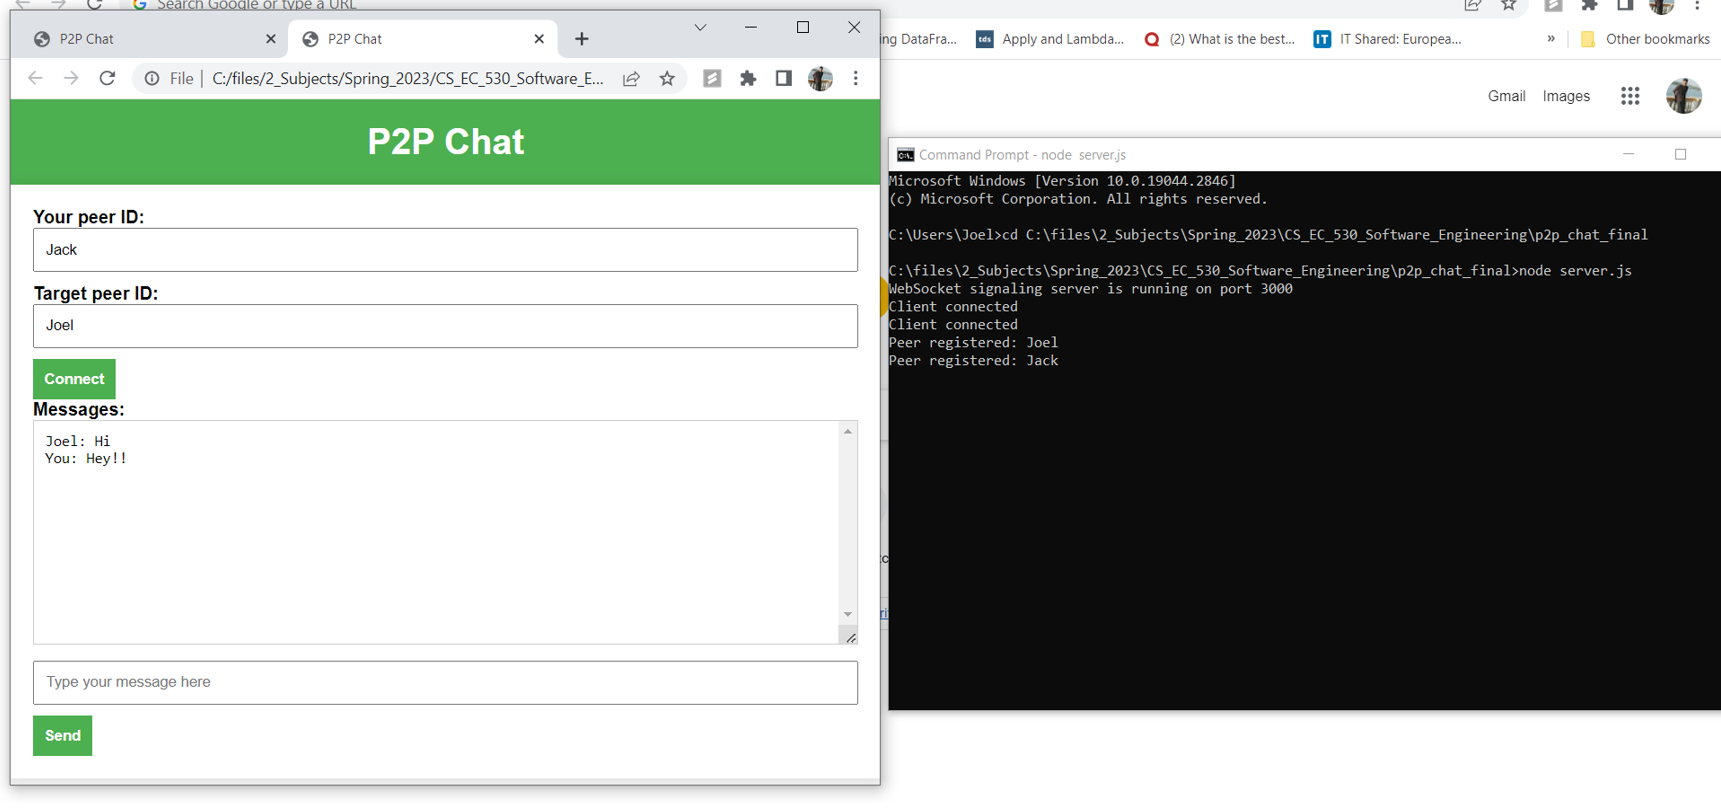 Search Google or type a URL
P2P Chat
P2P Chat
ing DataFra...
Apply and Lambda...
(2) What is the best...
IT Shared: Europea...
»
Other bookmarks
File | C:/files/2_Subjects/Spring_2023/CS_EC_530_Software_E...
Gmail
Images
P2P Chat
Your peer ID:
Jack
Target peer ID:
Joel
Connect
Messages:
Joel: Hi
You: Hey!!
Type your message here
Send
Command Prompt - node  server.js
Microsoft Windows [Version 10.0.19044.2846]
(c) Microsoft Corporation. All rights reserved.
C:\Users\Joel>cd C:\files\2_Subjects\Spring_2023\CS_EC_530_Software_Engineering\p2p_chat_final
C:\files\2_Subjects\Spring_2023\CS_EC_530_Software_Engineering\p2p_chat_final>node server.js
WebSocket signaling server is running on port 3000
Client connected
Client connected
Peer registered: Joel
Peer registered: Jack